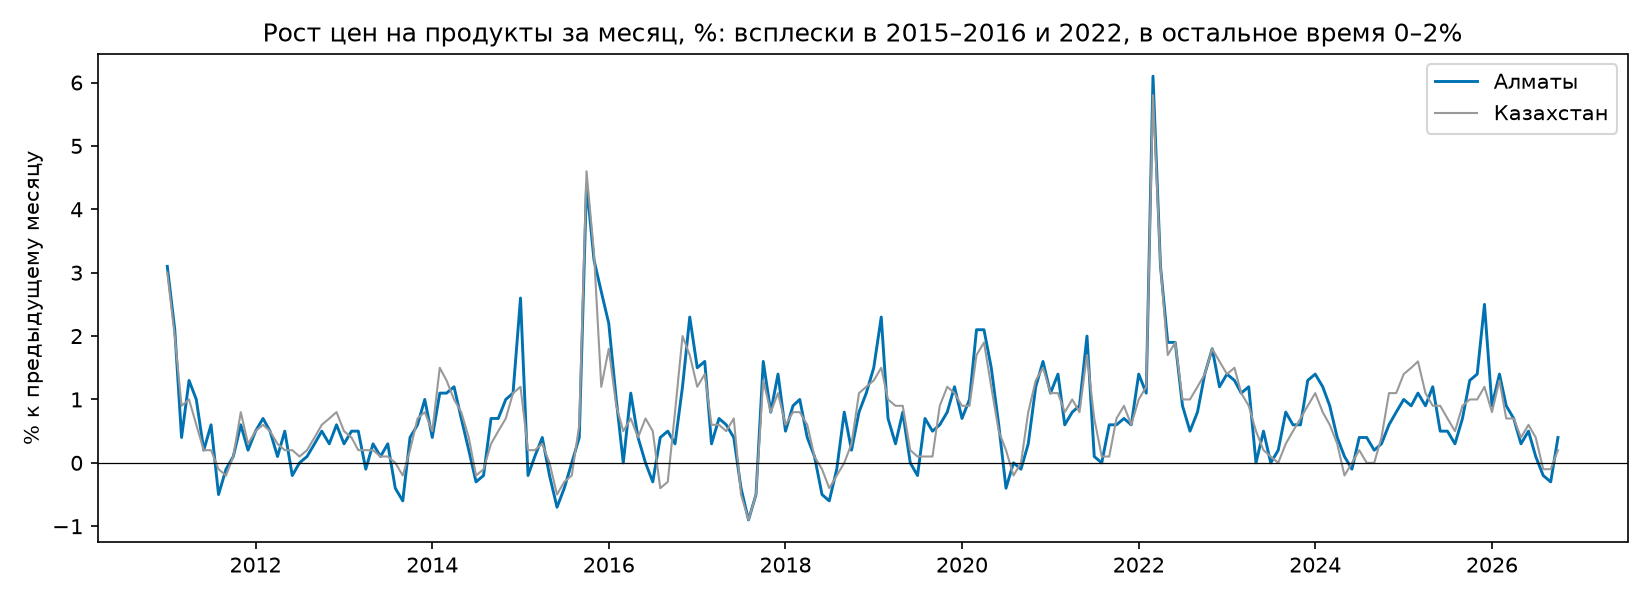 Рост цен на продукты за месяц, %: всплески в 2015–2016 и 2022, в остальное время 0–2%
% к предыдущему месяцу
6
5
4
3
2
1
0
−1
Алматы
Казахстан
2012 2014 2016 2018 2020 2022 2024 2026